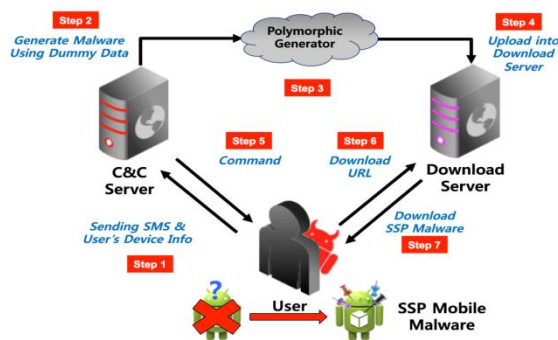 Step 2
Generate Malware
Using Dummy Data
Polymorphic
Generator
Step 3
Step 4
Upload into
Download
Server
C&C
Server
Step 5
Command
Step 6
Download
URL
Download
Server
Sending SMS &
User's Device Info
Step 1
Download
SSP Malware
Step 7
?
User
SSP Mobile
Malware